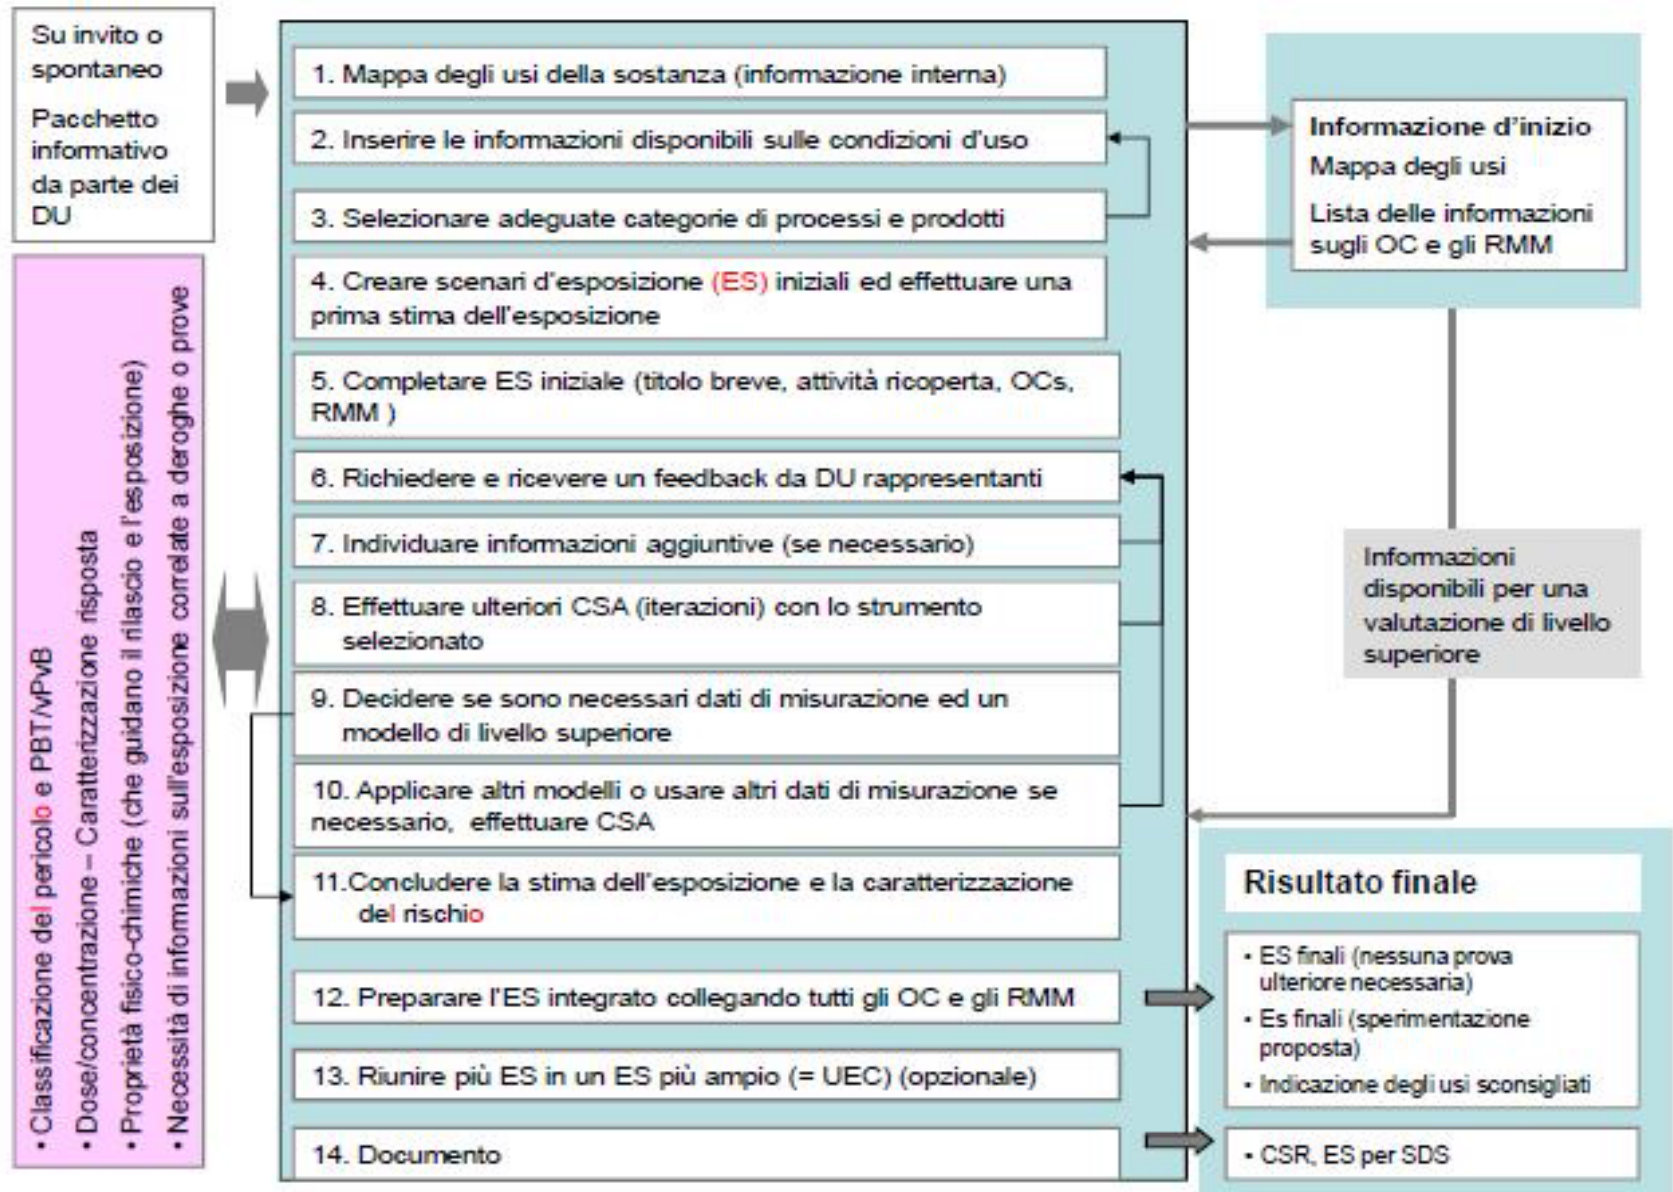 Su invito o
spontaneo
Pacchetto
informativo
da parte dei
DU
• Classificazione del pericolo e PBT/vPvB
• Dose/concentrazione – Caratterizzazione risposta
• Proprietà fisico-chimiche (che guidano il rilascio e l'esposizione)
• Necessità di informazioni sull'esposizione correlate a deroghe o prove
1. Mappa degli usi della sostanza (informazione interna)
2. Inserire le informazioni disponibili sulle condizioni d'uso
3. Selezionare adeguate categorie di processi e prodotti
4. Creare scenari d'esposizione (ES) iniziali ed effettuare una
prima stima dell'esposizione
5. Completare ES iniziale (titolo breve, attività ricoperta, OCs,
RMM )
6. Richiedere e ricevere un feedback da DU rappresentanti
7. Individuare informazioni aggiuntive (se necessario)
8. Effettuare ulteriori CSA (iterazioni) con lo strumento
selezionato
9. Decidere se sono necessari dati di misurazione ed un
modello di livello superiore
10. Applicare altri modelli o usare altri dati di misurazione se
necessario, effettuare CSA
11.Concludere la stima dell'esposizione e la caratterizzazione
del rischio
12. Preparare l'ES integrato collegando tutti gli OC e gli RMM
13. Riunire più ES in un ES più ampio (= UEC) (opzionale)
14. Documento
Informazione d'inizio
Mappa degli usi
Lista delle informazioni
sugli OC e gli RMM
Informazioni
disponibili per una
valutazione di livello
superiore
Risultato finale
• ES finali (nessuna prova
ulteriore necessaria)
• Es finali (sperimentazione
proposta)
• Indicazione degli usi sconsigliati
• CSR, ES per SDS